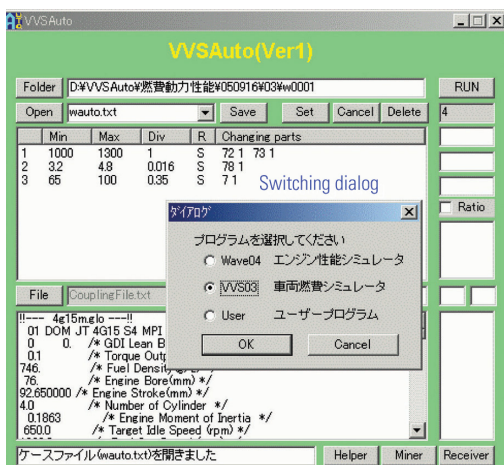 VVSAuto
VVSAuto(Ver1)
Folder D:¥VVSAuto¥燃費動力性能¥050916¥03¥w0001 RUN
Open wauto.txt Save Set Cancel Delete 4
Min Max Div R Changing parts
1 1000 1300 1 S 72 1 73 1
2 3.2 4.8 0.016 S 78 1
3 65 100 0.35 S 7 1
Switching dialog
Ratio
ダイアログ
プログラムを選択してください
Wave04 エンジン性能シミュレータ
VVS03 車両燃費シミュレータ
User ユーザープログラム
OK Cancel
File CouplingFile.txt
!!--- 4g15m.glo ---!!
01 DOM JT 4G15 S4 MPI
0 0. /* GDI Lean B
0.1 /* Torque Outp
746. /* Fuel Densit
76. /* Engine Bore(mm) */
92.650000 /* Engine Stroke(mm) */
4.0 /* Number of Cylinder */
0.1863 /* Engine Moment of Inertia */
650.0 /* Target Idle Speed (rpm) */
ケースファイル(wauto.txt)を開きました Helper Miner Receiver